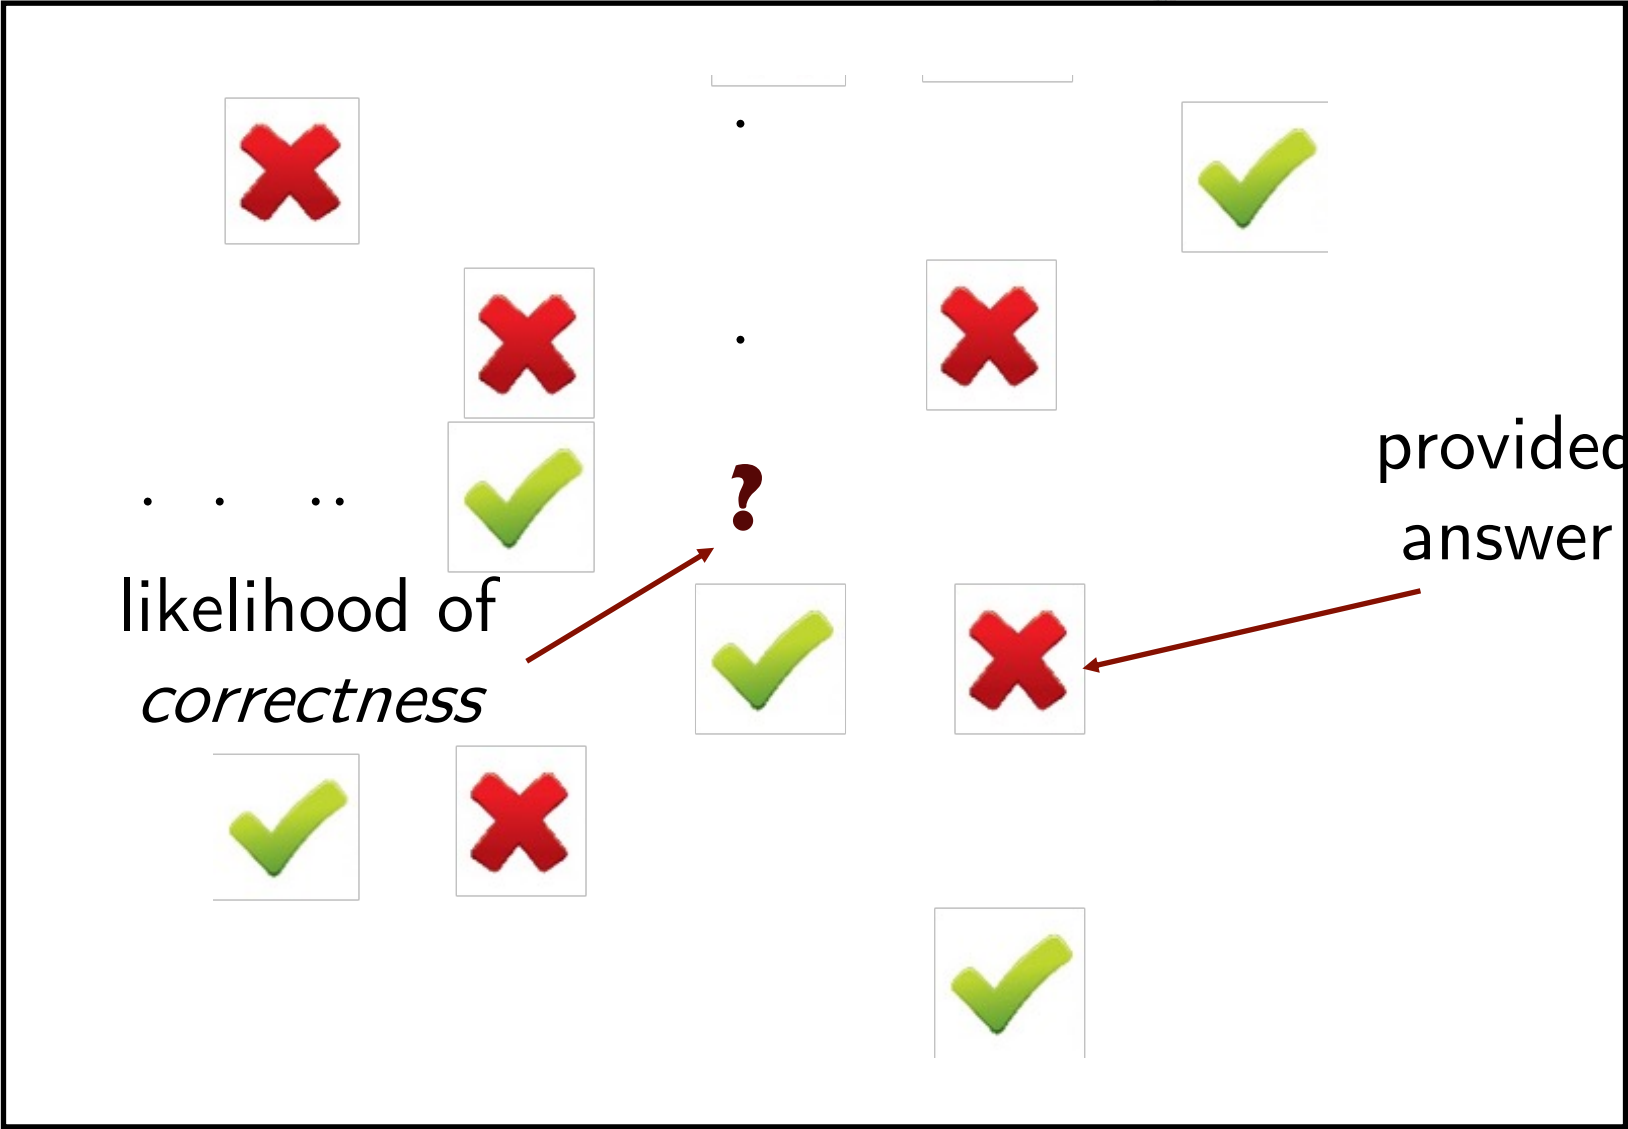 provided
answer
. . . .
?
likelihood of
correctness